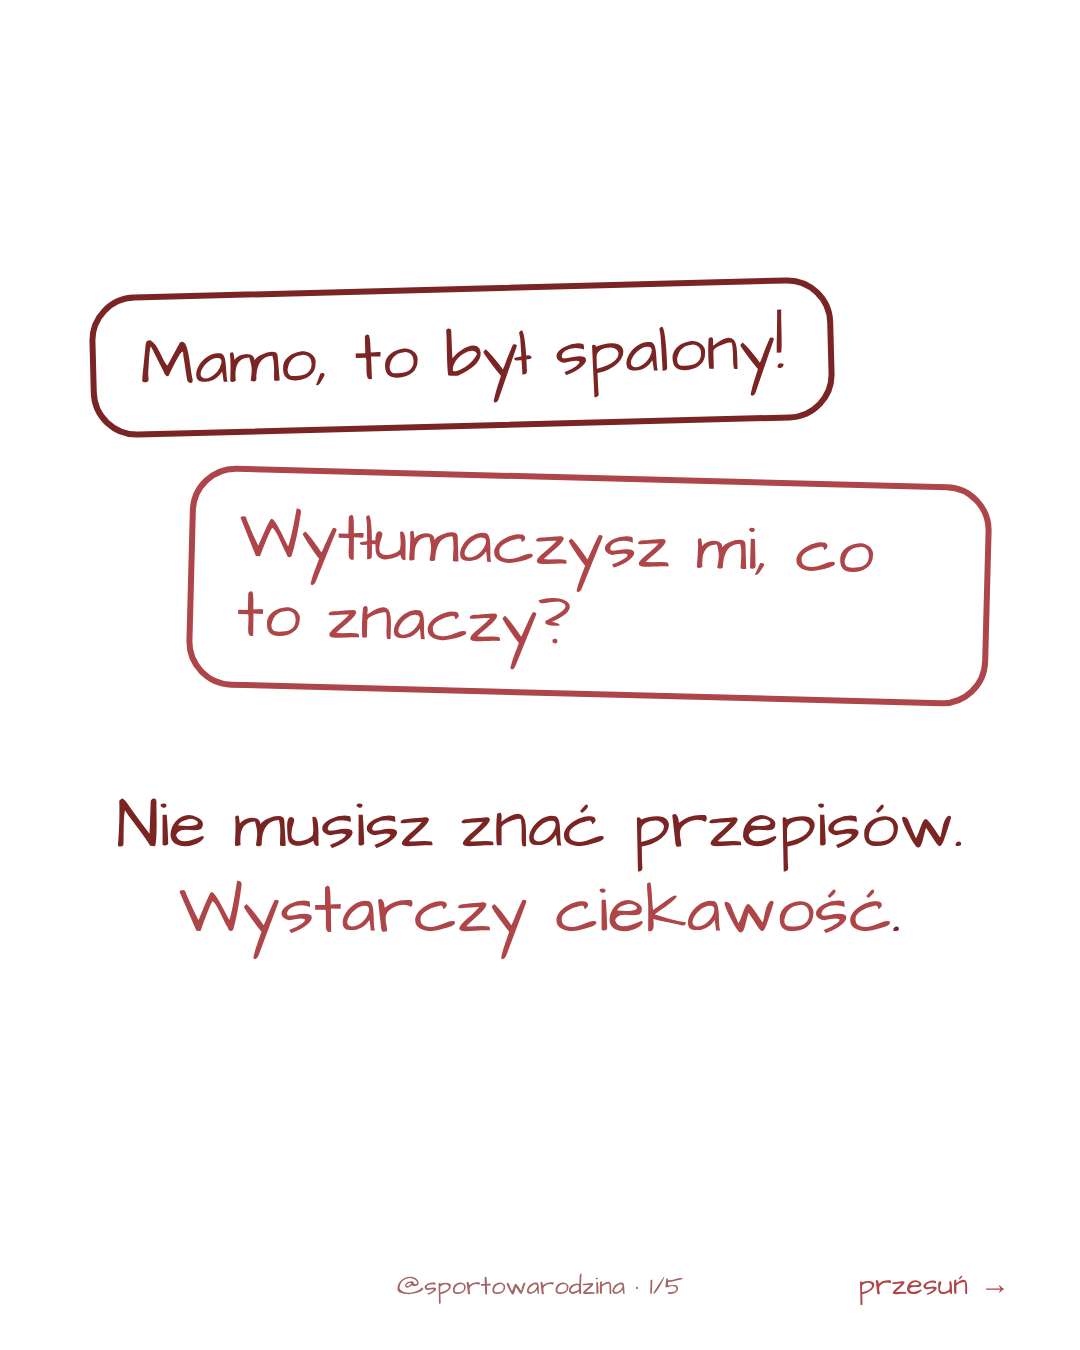 Mamo, to był spalony!
Wytłumaczysz mi, co
to znaczy?
Nie musisz znać przepisów.
Wystarczy ciekawość.
@sportowarodzina · 1/5
przesuń →